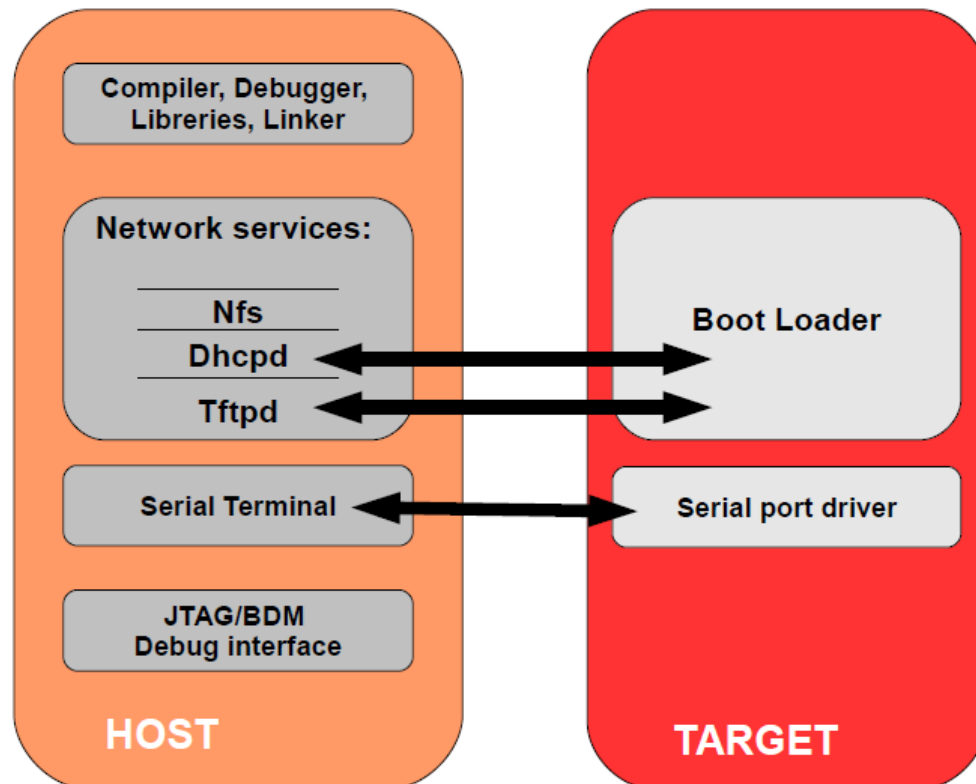 Compiler, Debugger,
Libreries, Linker
Network services:
Nfs
Dhcpd
Tftpd
Serial Terminal
JTAG/BDM
Debug interface
HOST
Boot Loader
Serial port driver
TARGET